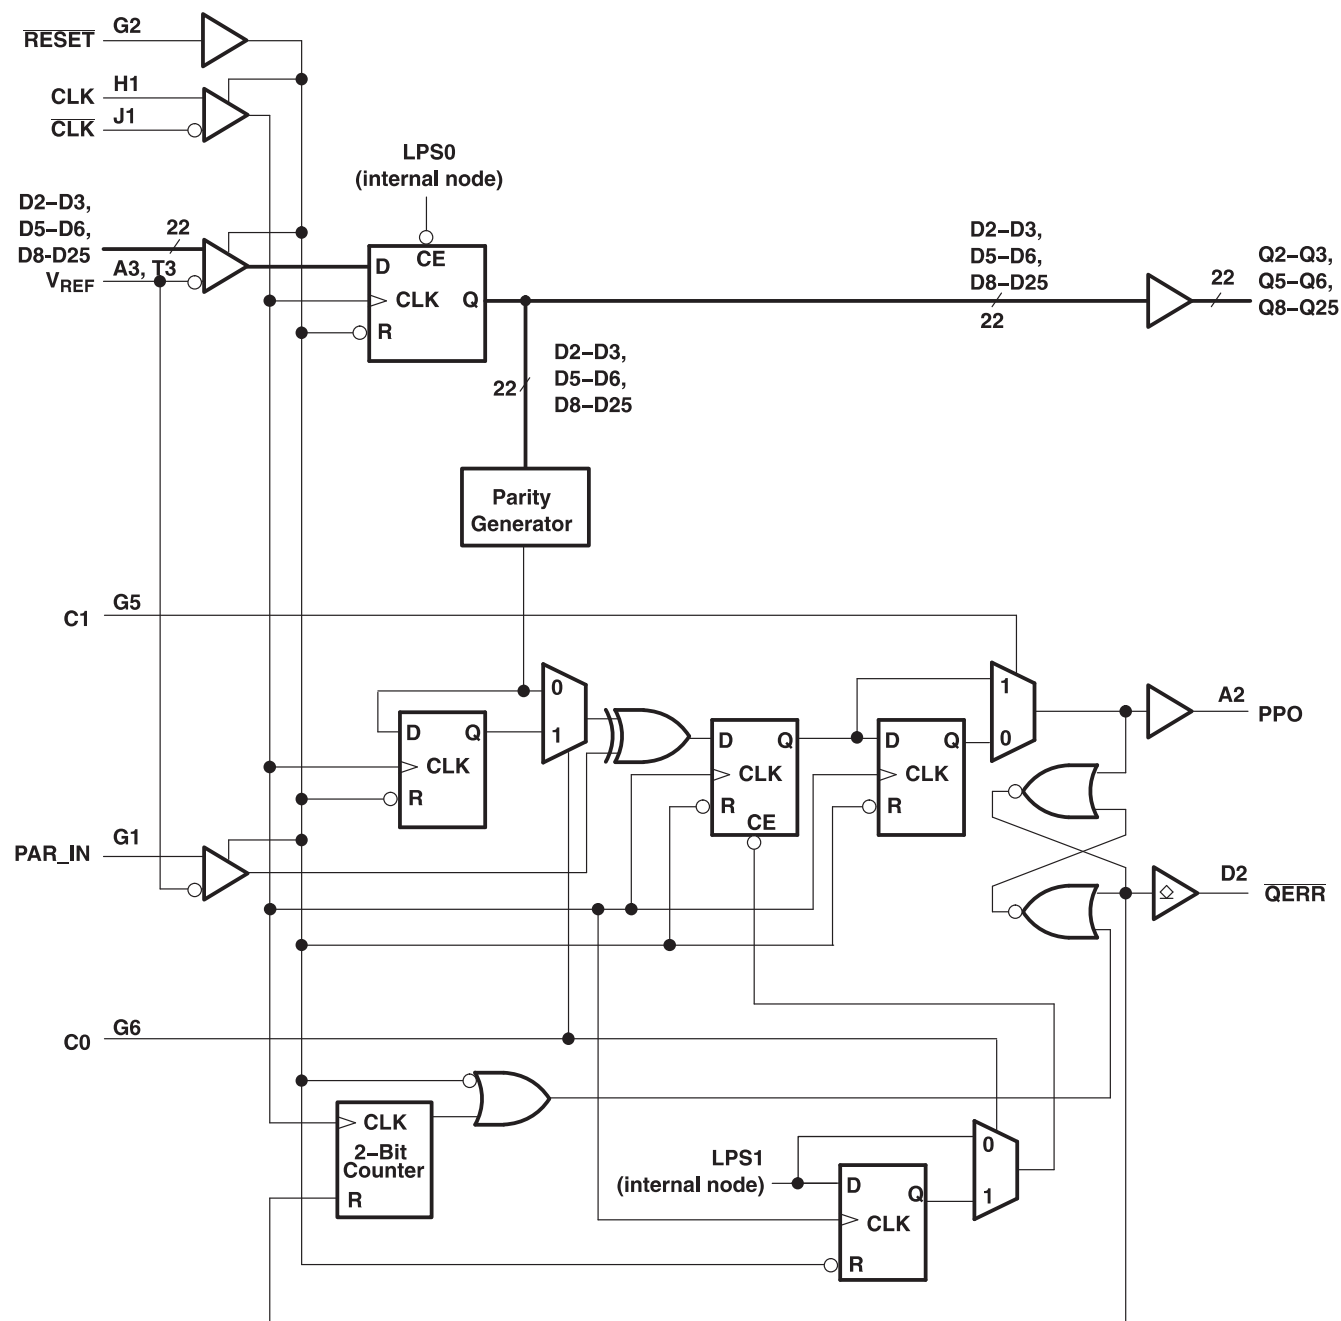 RESET G2
CLK H1
CLK J1
LPS0
(internal node)
D2–D3,
D5–D6,
D8-D25
22
VREF A3, T3
D CE
CLK Q
R
D2–D3,
D5–D6,
D8–D25
22
22
Q2–Q3,
Q5–Q6,
Q8–Q25
22
D2–D3,
D5–D6,
D8–D25
Parity
Generator
C1 G5
0
1
D Q
CLK
R
D Q
CLK
R
CE
D Q
CLK
R
1
0
A2
PPO
PAR_IN G1
D2
QERR
C0 G6
CLK
2–Bit
Counter
R
LPS1
(internal node)
D Q
CLK
R
0
1